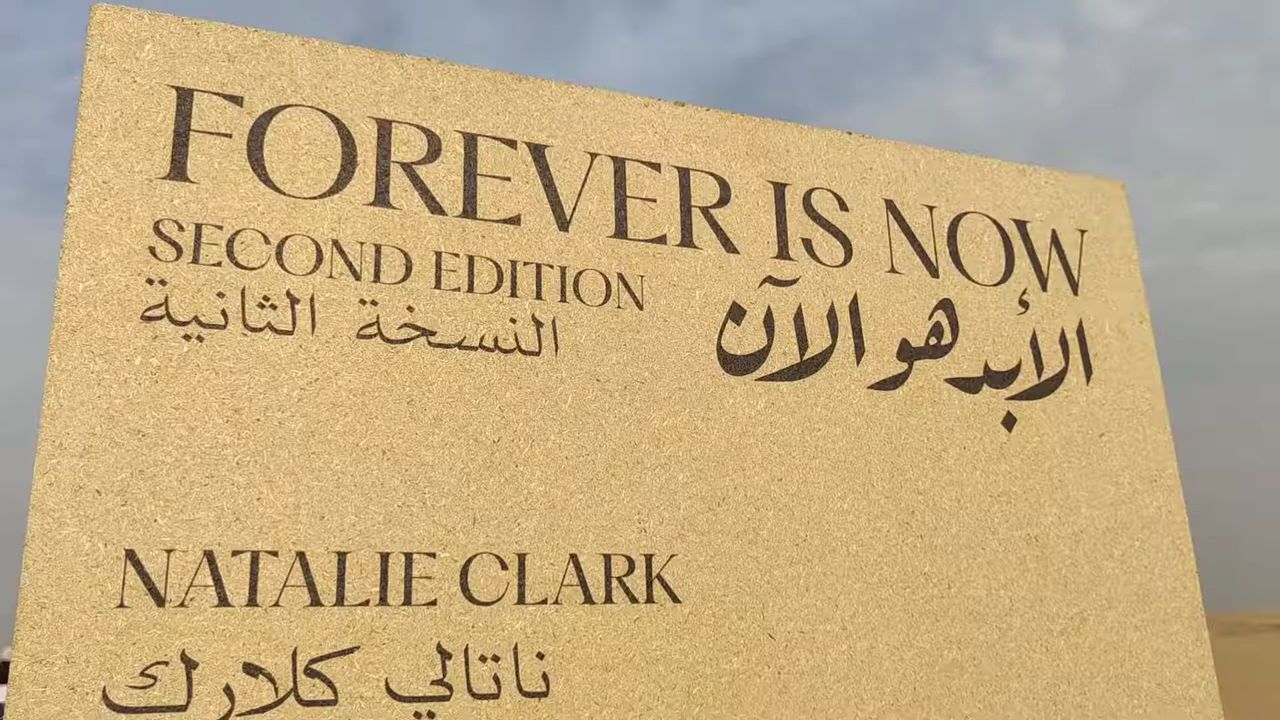 FOREVER IS NOW
SECOND EDITION
النسخة الثانية
الأبد هو الآن
NATALIE CLARK
ناتالي كلارك